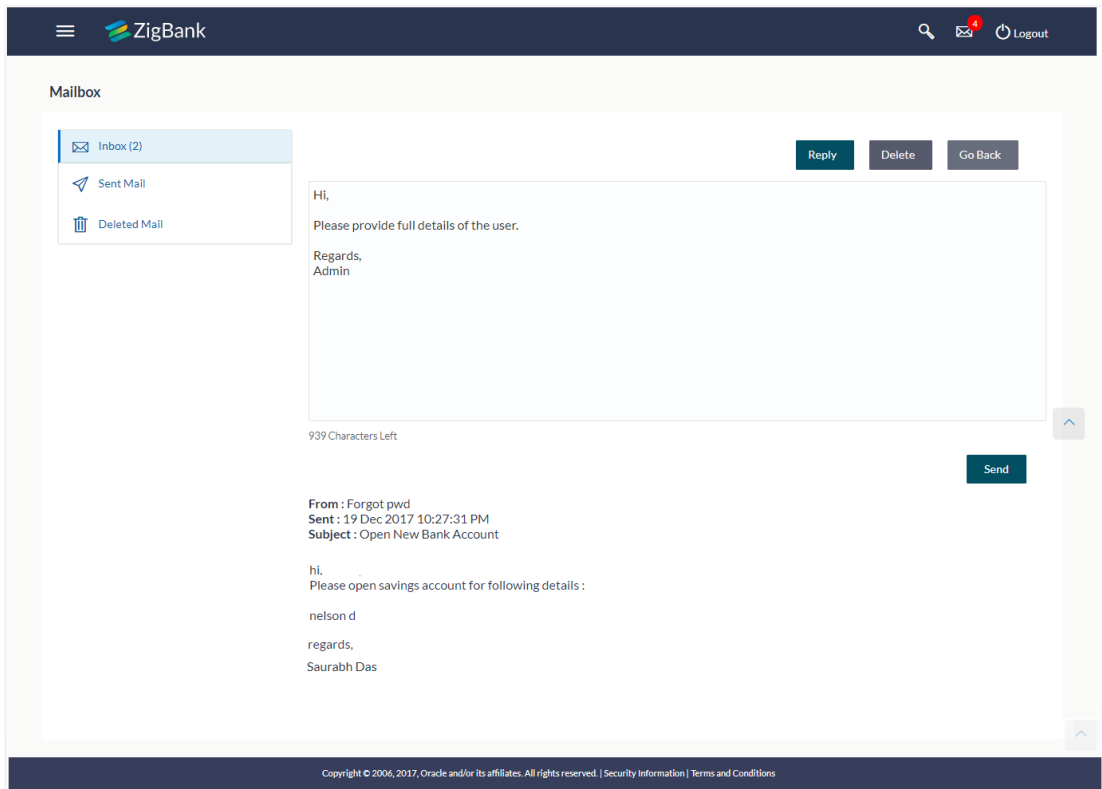 ZigBank
4
Logout
Mailbox
Inbox (2)
Sent Mail
Deleted Mail
Reply
Delete
Go Back
Hi,
Please provide full details of the user.
Regards,
Admin
939 Characters Left
Send
From : Forgot pwd
Sent : 19 Dec 2017 10:27:31 PM
Subject : Open New Bank Account
hi,
Please open savings account for following details :
nelson d
regards,
Saurabh Das
Copyright © 2006, 2017, Oracle and/or its affiliates. All rights reserved. | Security Information | Terms and Conditions